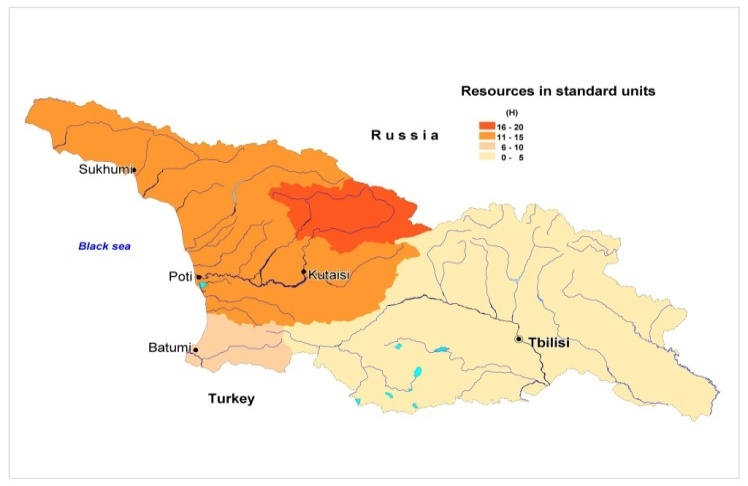 Resources in standard units
(H)
16 - 20
11 - 15
6 - 10
0 - 5
Russia
Sukhumi
Black sea
Poti
Kutaisi
Batumi
Tbilisi
Turkey